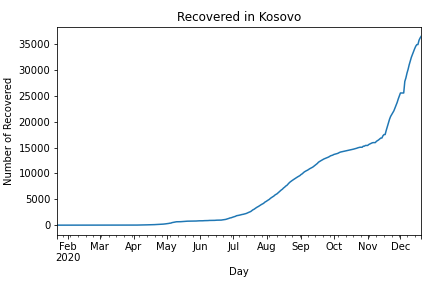 Recovered in Kosovo
35000
30000
25000
20000
15000
10000
5000
0
Number of Recovered
Feb Mar Apr May Jun Jul Aug Sep Oct Nov Dec
2020
Day